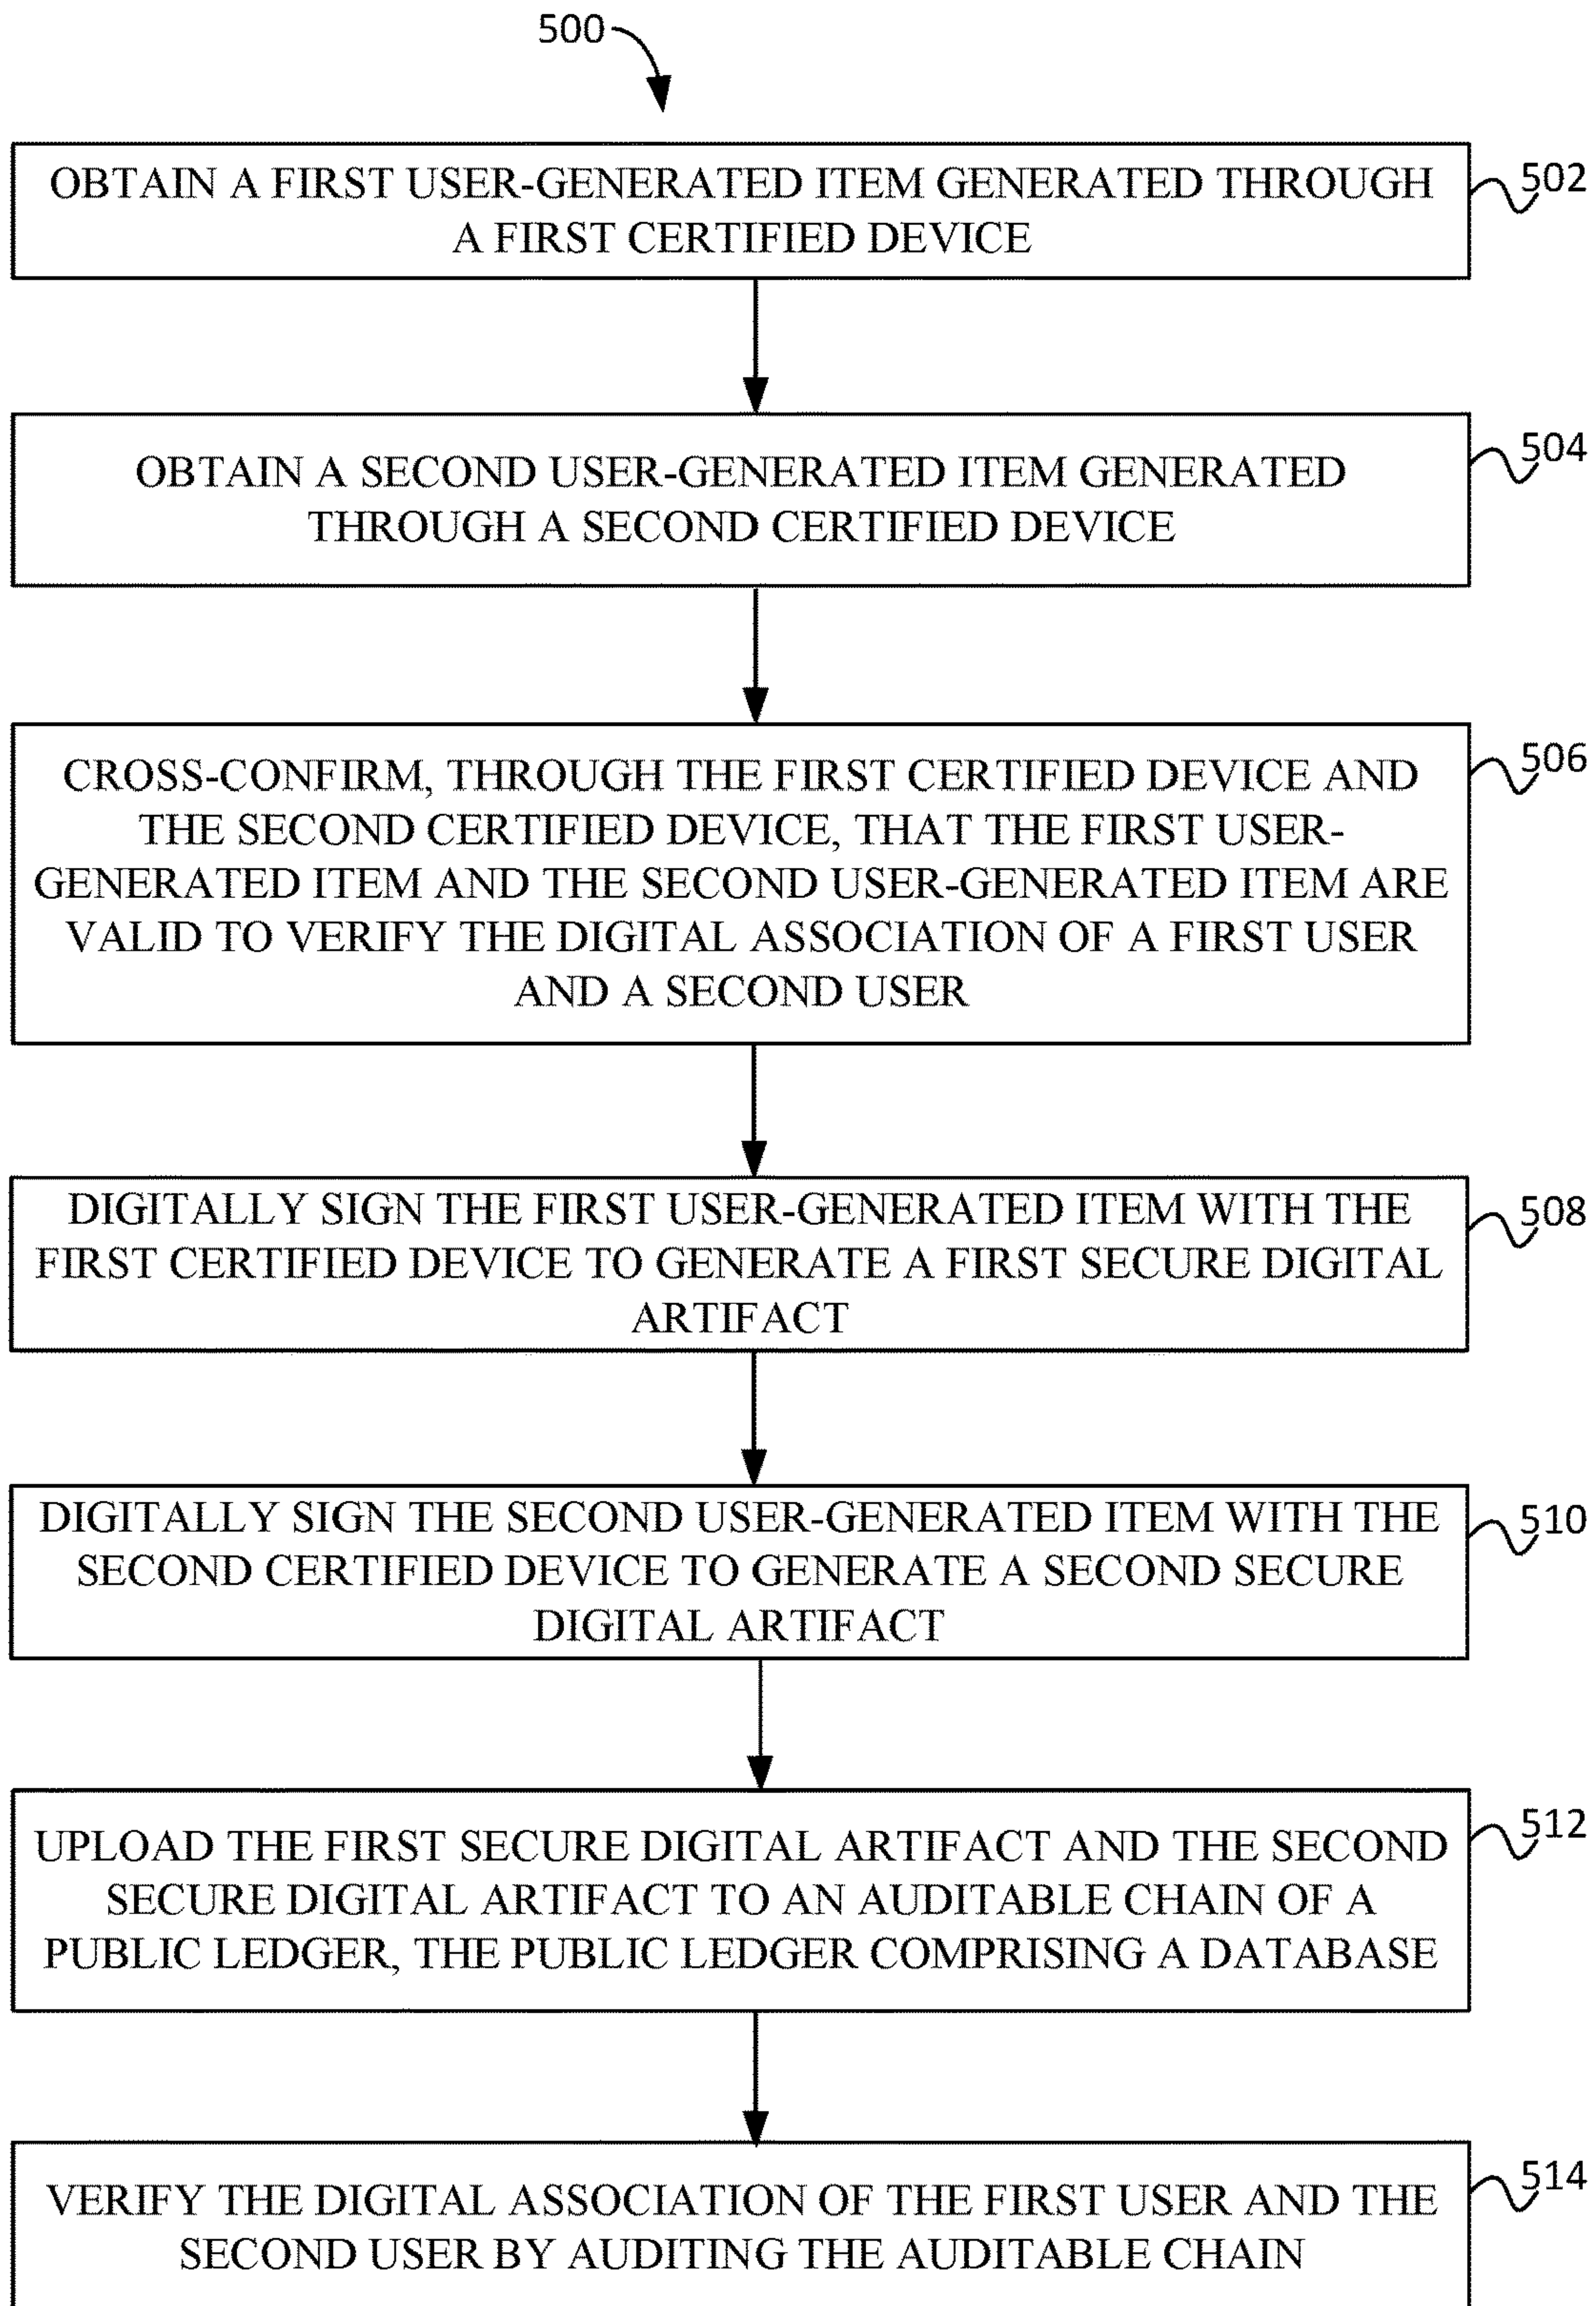 500
OBTAIN A FIRST USER-GENERATED ITEM GENERATED THROUGH
A FIRST CERTIFIED DEVICE
502
OBTAIN A SECOND USER-GENERATED ITEM GENERATED
THROUGH A SECOND CERTIFIED DEVICE
504
CROSS-CONFIRM, THROUGH THE FIRST CERTIFIED DEVICE AND
THE SECOND CERTIFIED DEVICE, THAT THE FIRST USER-
GENERATED ITEM AND THE SECOND USER-GENERATED ITEM ARE
VALID TO VERIFY THE DIGITAL ASSOCIATION OF A FIRST USER
AND A SECOND USER
506
DIGITALLY SIGN THE FIRST USER-GENERATED ITEM WITH THE
FIRST CERTIFIED DEVICE TO GENERATE A FIRST SECURE DIGITAL
ARTIFACT
508
DIGITALLY SIGN THE SECOND USER-GENERATED ITEM WITH THE
SECOND CERTIFIED DEVICE TO GENERATE A SECOND SECURE
DIGITAL ARTIFACT
510
UPLOAD THE FIRST SECURE DIGITAL ARTIFACT AND THE SECOND
SECURE DIGITAL ARTIFACT TO AN AUDITABLE CHAIN OF A
PUBLIC LEDGER, THE PUBLIC LEDGER COMPRISING A DATABASE
512
VERIFY THE DIGITAL ASSOCIATION OF THE FIRST USER AND THE
SECOND USER BY AUDITING THE AUDITABLE CHAIN
514